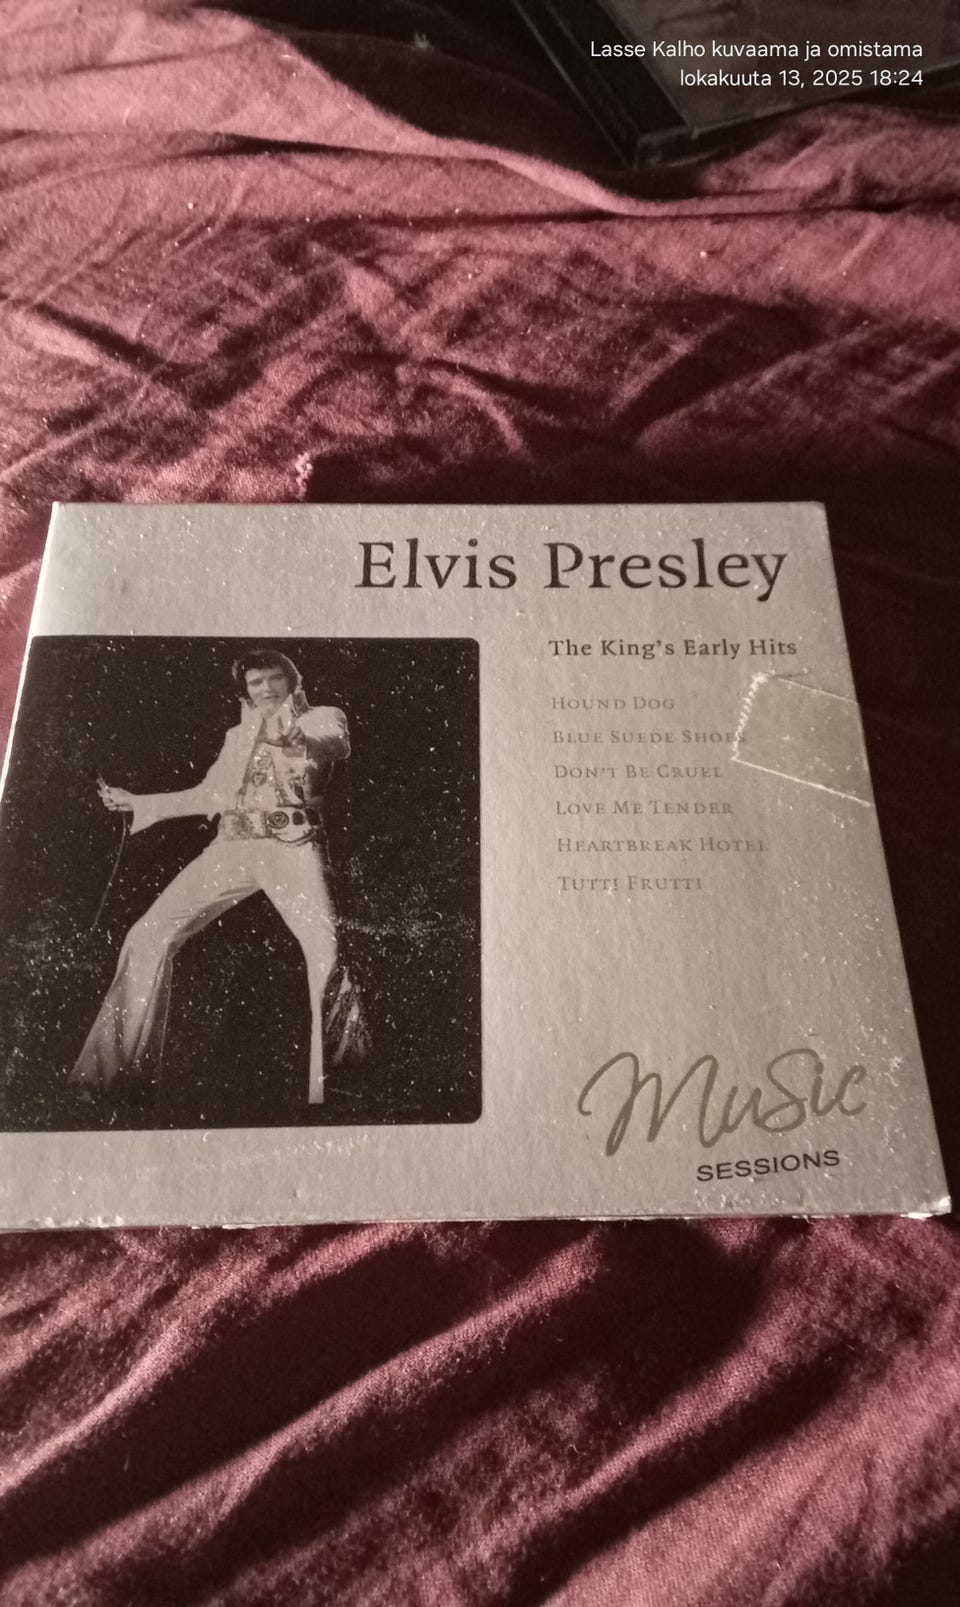 Lasse Kalho kuvaama ja omistama
lokakuuta 13, 2025 18:24
Elvis Presley
The King's Early Hits
Hound Dog
Blue Suede Shoes
Don't Be Cruel
Love Me Tender
Heartbreak Hotel
Tutti Frutti
Music
SESSIONS